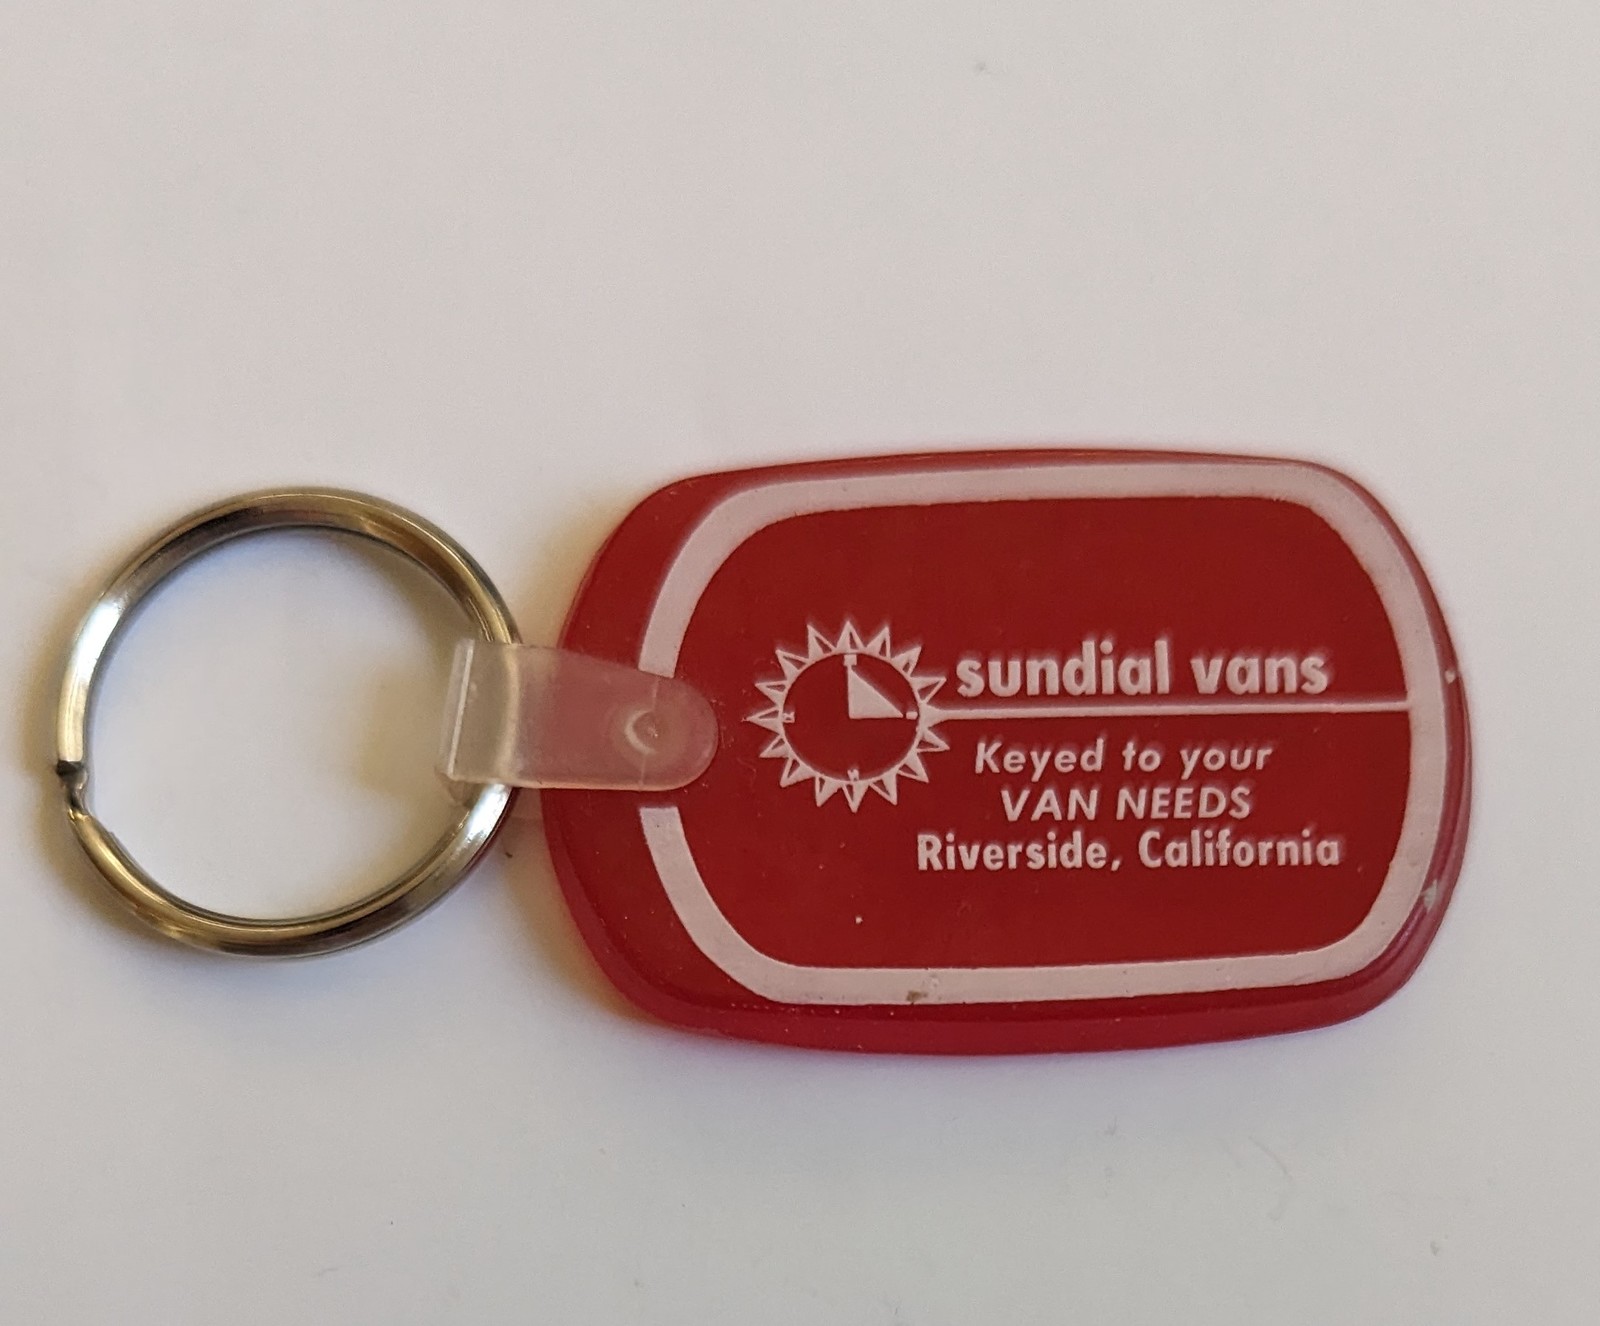 sundial vans
Keyed to your
VAN NEEDS
Riverside, California